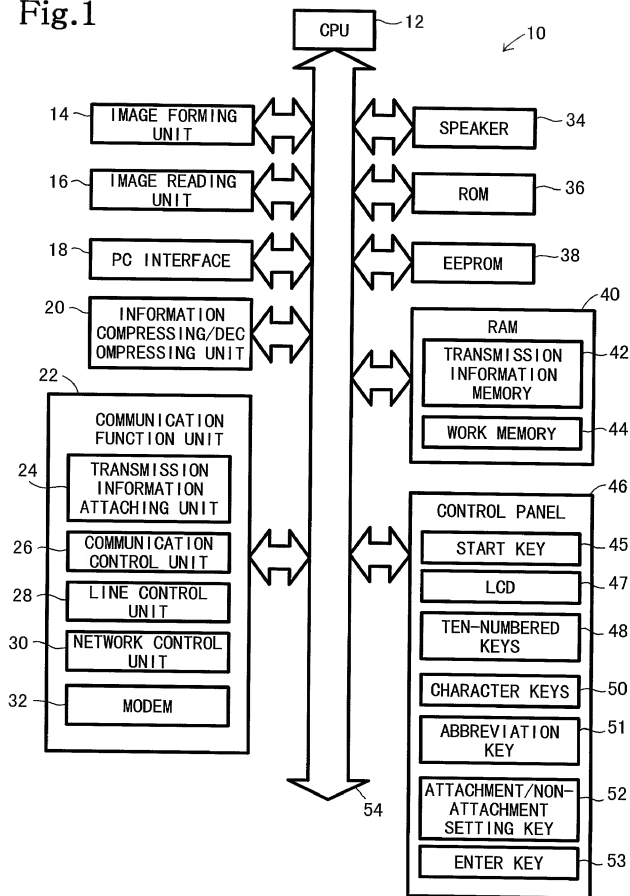 Fig.1
CPU
12
10
14
IMAGE FORMING
UNIT
16
IMAGE READING
UNIT
18
PC INTERFACE
20
INFORMATION
COMPRESSING/DEC
OMPRESSING UNIT
22
COMMUNICATION
FUNCTION UNIT
24
TRANSMISSION
INFORMATION
ATTACHING UNIT
26
COMMUNICATION
CONTROL UNIT
28
LINE CONTROL
UNIT
30
NETWORK CONTROL
UNIT
32
MODEM
SPEAKER
34
ROM
36
EEPROM
38
40
RAM
TRANSMISSION
INFORMATION
MEMORY
42
WORK MEMORY
44
46
CONTROL PANEL
START KEY
45
LCD
47
TEN-NUMBERED
KEYS
48
CHARACTER KEYS
50
ABBREVIATION
KEY
51
ATTACHMENT/NON-
ATTACHMENT
SETTING KEY
52
ENTER KEY
53
54